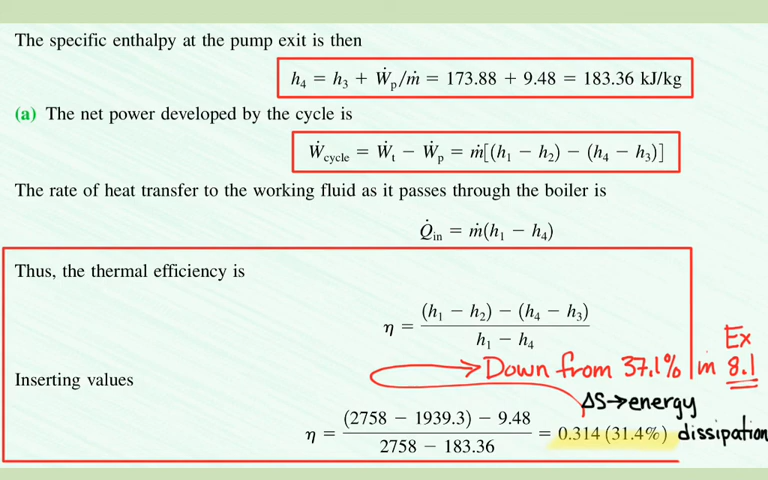 The specific enthalpy at the pump exit is then
h₄ = h₃ + Ẇₚ/ṁ = 173.88 + 9.48 = 183.36 kJ/kg
(a) The net power developed by the cycle is
Ẇcycle = Ẇₜ − Ẇₚ = ṁ[(h₁ − h₂) − (h₄ − h₃)]
The rate of heat transfer to the working fluid as it passes through the boiler is
Q̇in = ṁ(h₁ − h₄)
Thus, the thermal efficiency is
η = ((h₁ − h₂) − (h₄ − h₃)) / (h₁ − h₄)
Down from 37.1% in Ex 8.1
Inserting values
ΔS→energy dissipation
η = ((2758 − 1939.3) − 9.48) / (2758 − 183.36) = 0.314 (31.4%)